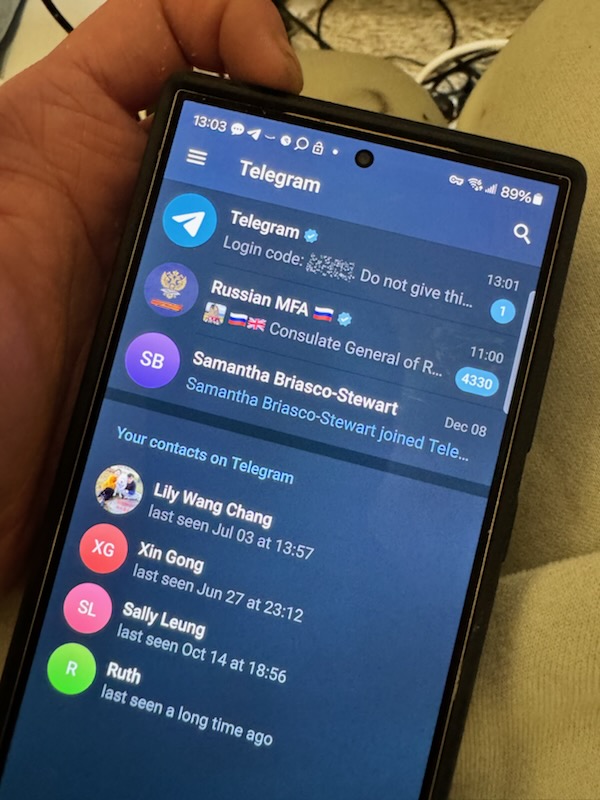 13:03
89%
Telegram
Telegram
13:01
Login code: Do not give thi...
1
Russian MFA 🇷🇺
11:00
🇷🇺🇬🇧 Consulate General of R...
4330
SB
Samantha Briasco-Stewart
Dec 08
Samantha Briasco-Stewart joined Tele...
Your contacts on Telegram
Lily Wang Chang
last seen Jul 03 at 13:57
XG
Xin Gong
last seen Jun 27 at 23:12
SL
Sally Leung
last seen Oct 14 at 18:56
R
Ruth
last seen a long time ago